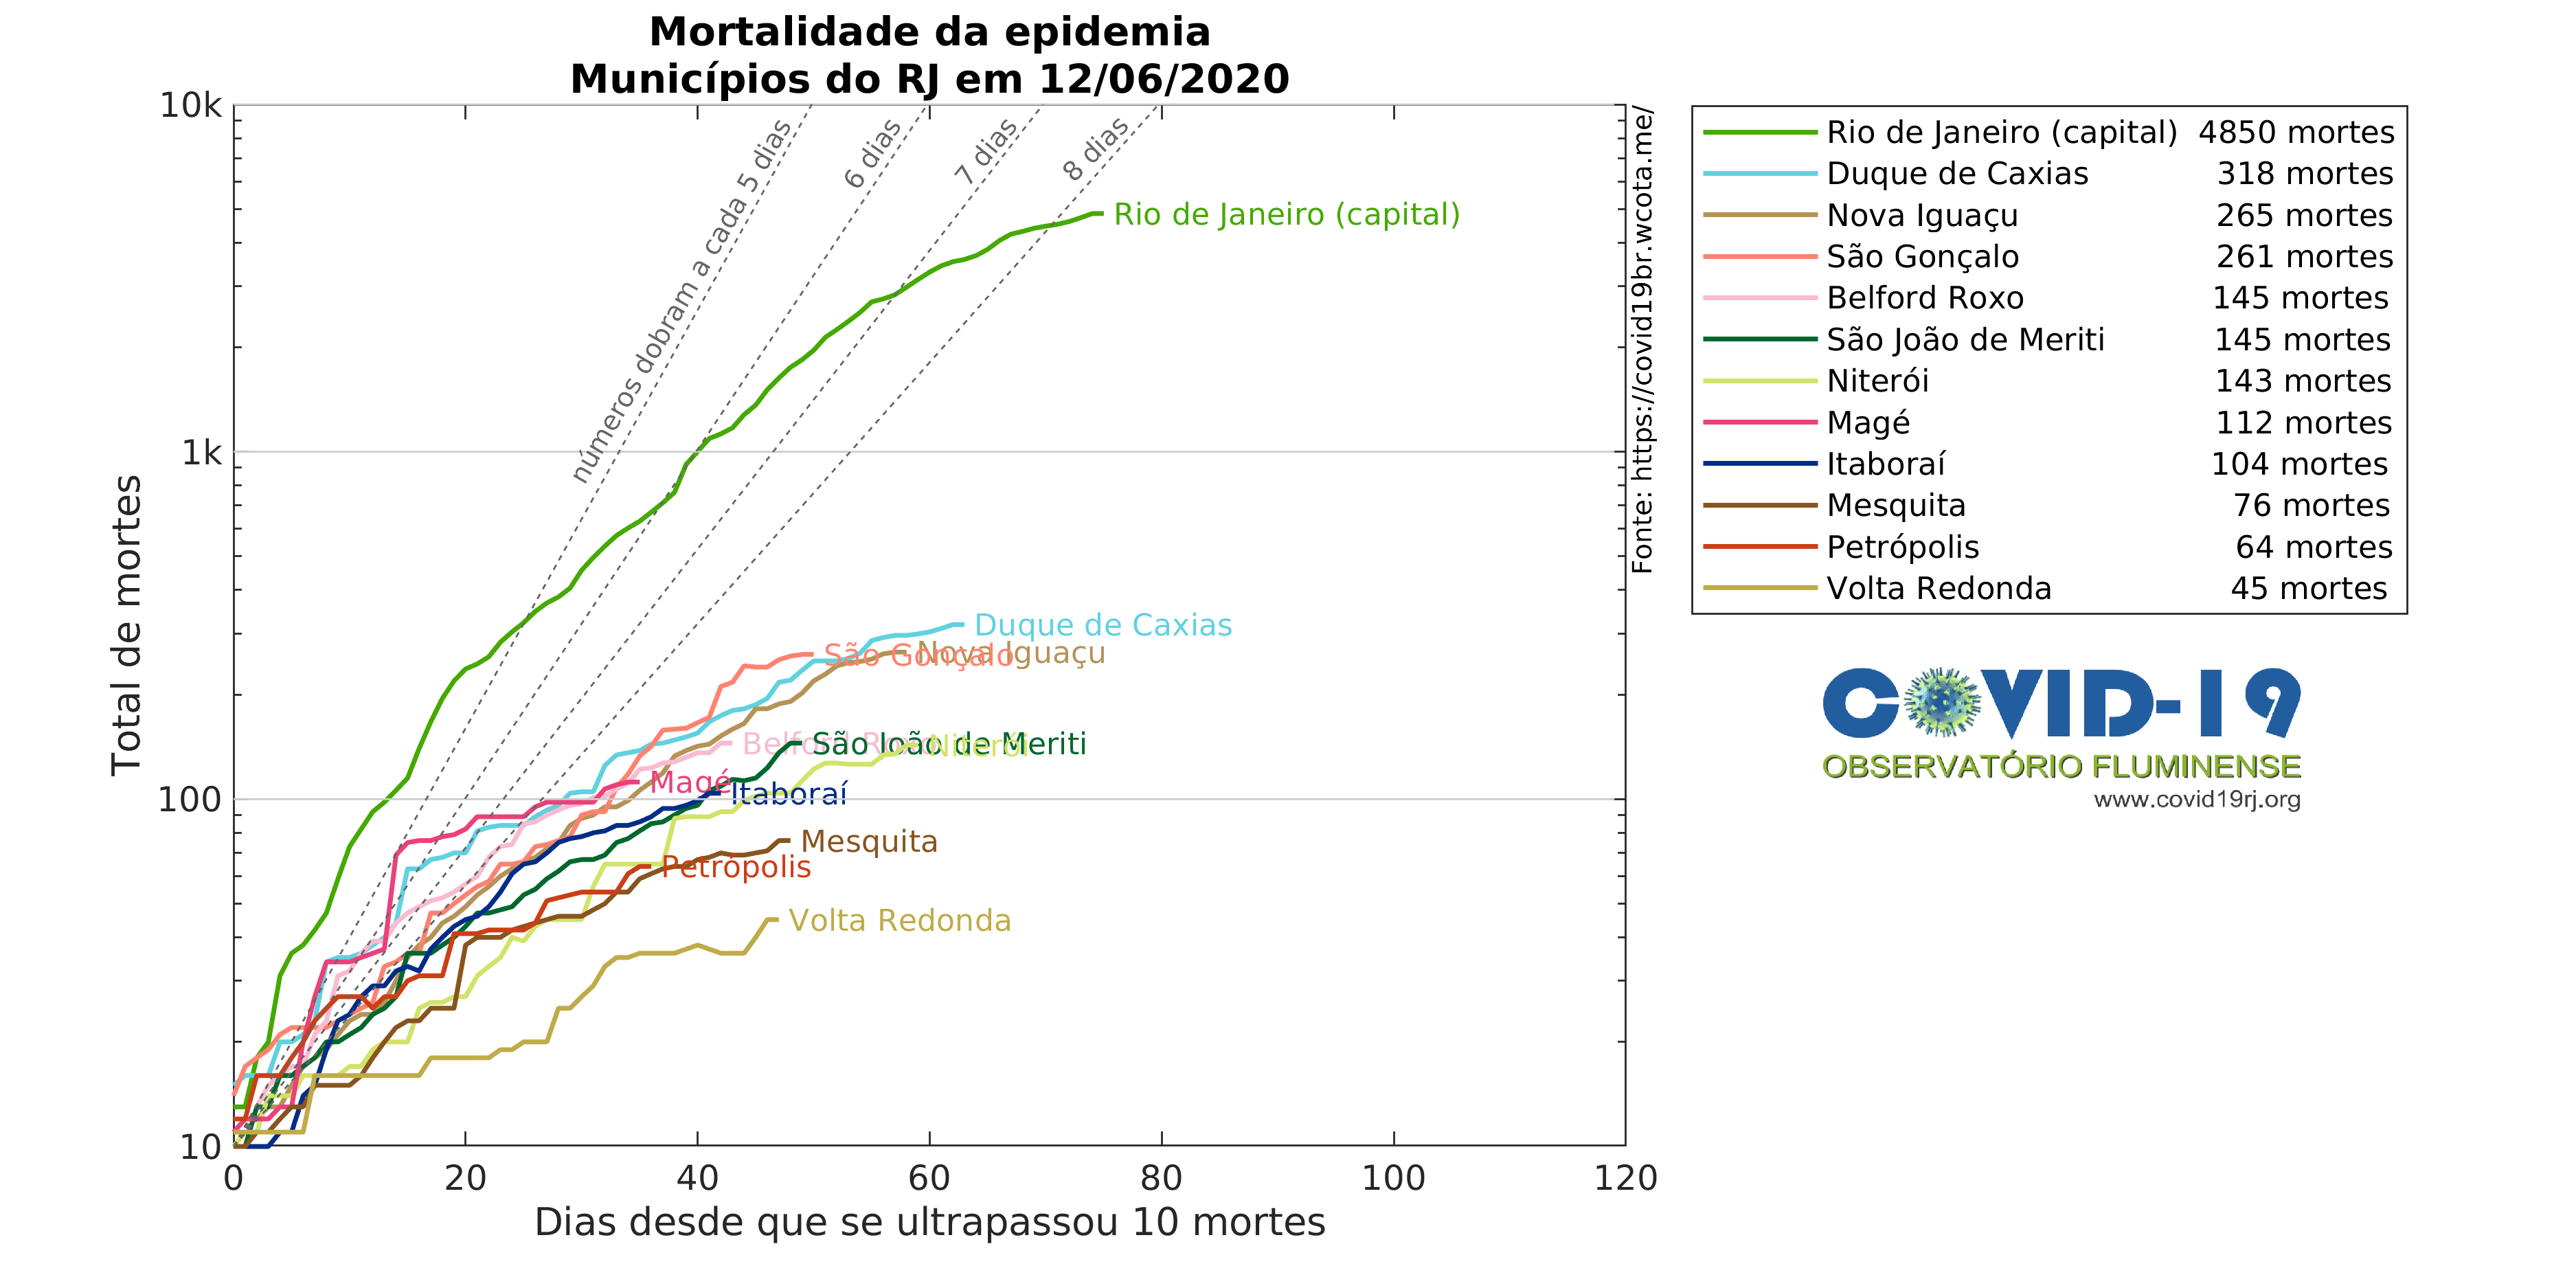 Mortalidade da epidemia
Municípios do RJ em 12/06/2020
10k
1k
100
10
Total de mortes
0 20 40 60 80 100 120
Dias desde que se ultrapassou 10 mortes
números dobram a cada 5 dias
6 dias
7 dias
8 dias
Rio de Janeiro (capital)
Duque de Caxias
São Gonçalo
Nova Iguaçu
Belford Roxo
São João de Meriti
Niterói
Magé
Itaboraí
Mesquita
Petrópolis
Volta Redonda
Fonte: https://covid19br.wcota.me/
Rio de Janeiro (capital) 4850 mortes
Duque de Caxias 318 mortes
Nova Iguaçu 265 mortes
São Gonçalo 261 mortes
Belford Roxo 145 mortes
São João de Meriti 145 mortes
Niterói 143 mortes
Magé 112 mortes
Itaboraí 104 mortes
Mesquita 76 mortes
Petrópolis 64 mortes
Volta Redonda 45 mortes
COVID-19
OBSERVATÓRIO FLUMINENSE
www.covid19rj.org